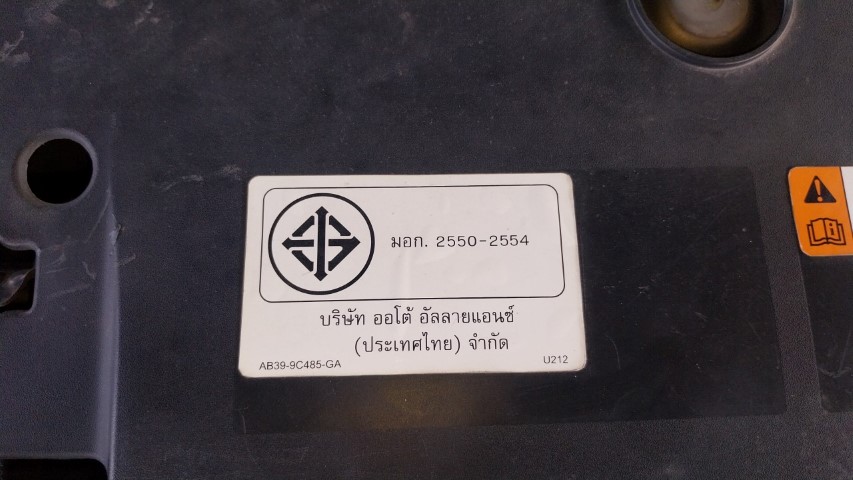 มอก. 2550-2554
บริษัท ออโต้ อัลลายแอนซ์
(ประเทศไทย) จำกัด
AB39-9C485-GA
U212